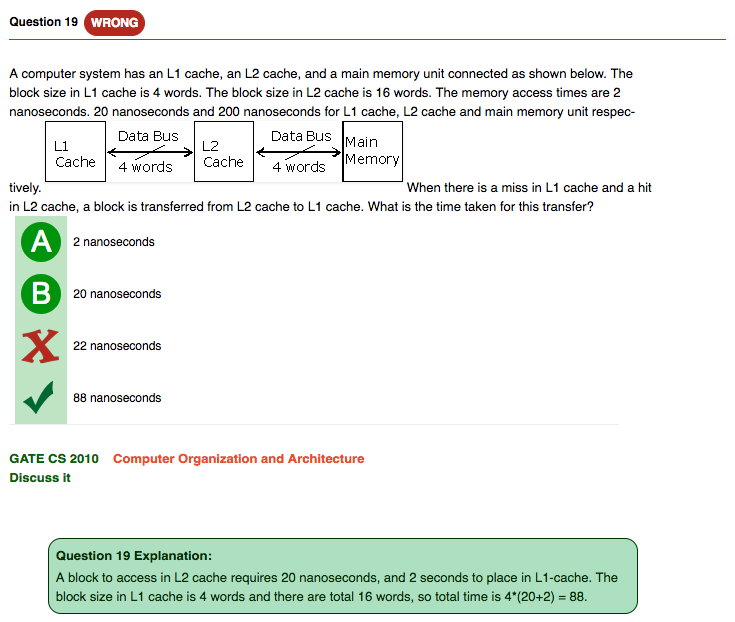 Question 19 WRONG
A computer system has an L1 cache, an L2 cache, and a main memory unit connected as shown below. The
block size in L1 cache is 4 words. The block size in L2 cache is 16 words. The memory access times are 2
nanoseconds. 20 nanoseconds and 200 nanoseconds for L1 cache, L2 cache and main memory unit respec-
L1
Cache
Data Bus
4 words
L2
Cache
Data Bus
4 words
Main
Memory
tively. When there is a miss in L1 cache and a hit
in L2 cache, a block is transferred from L2 cache to L1 cache. What is the time taken for this transfer?
A 2 nanoseconds
B 20 nanoseconds
22 nanoseconds
88 nanoseconds
GATE CS 2010 Computer Organization and Architecture
Discuss it
Question 19 Explanation:
A block to access in L2 cache requires 20 nanoseconds, and 2 seconds to place in L1-cache. The
block size in L1 cache is 4 words and there are total 16 words, so total time is 4*(20+2) = 88.